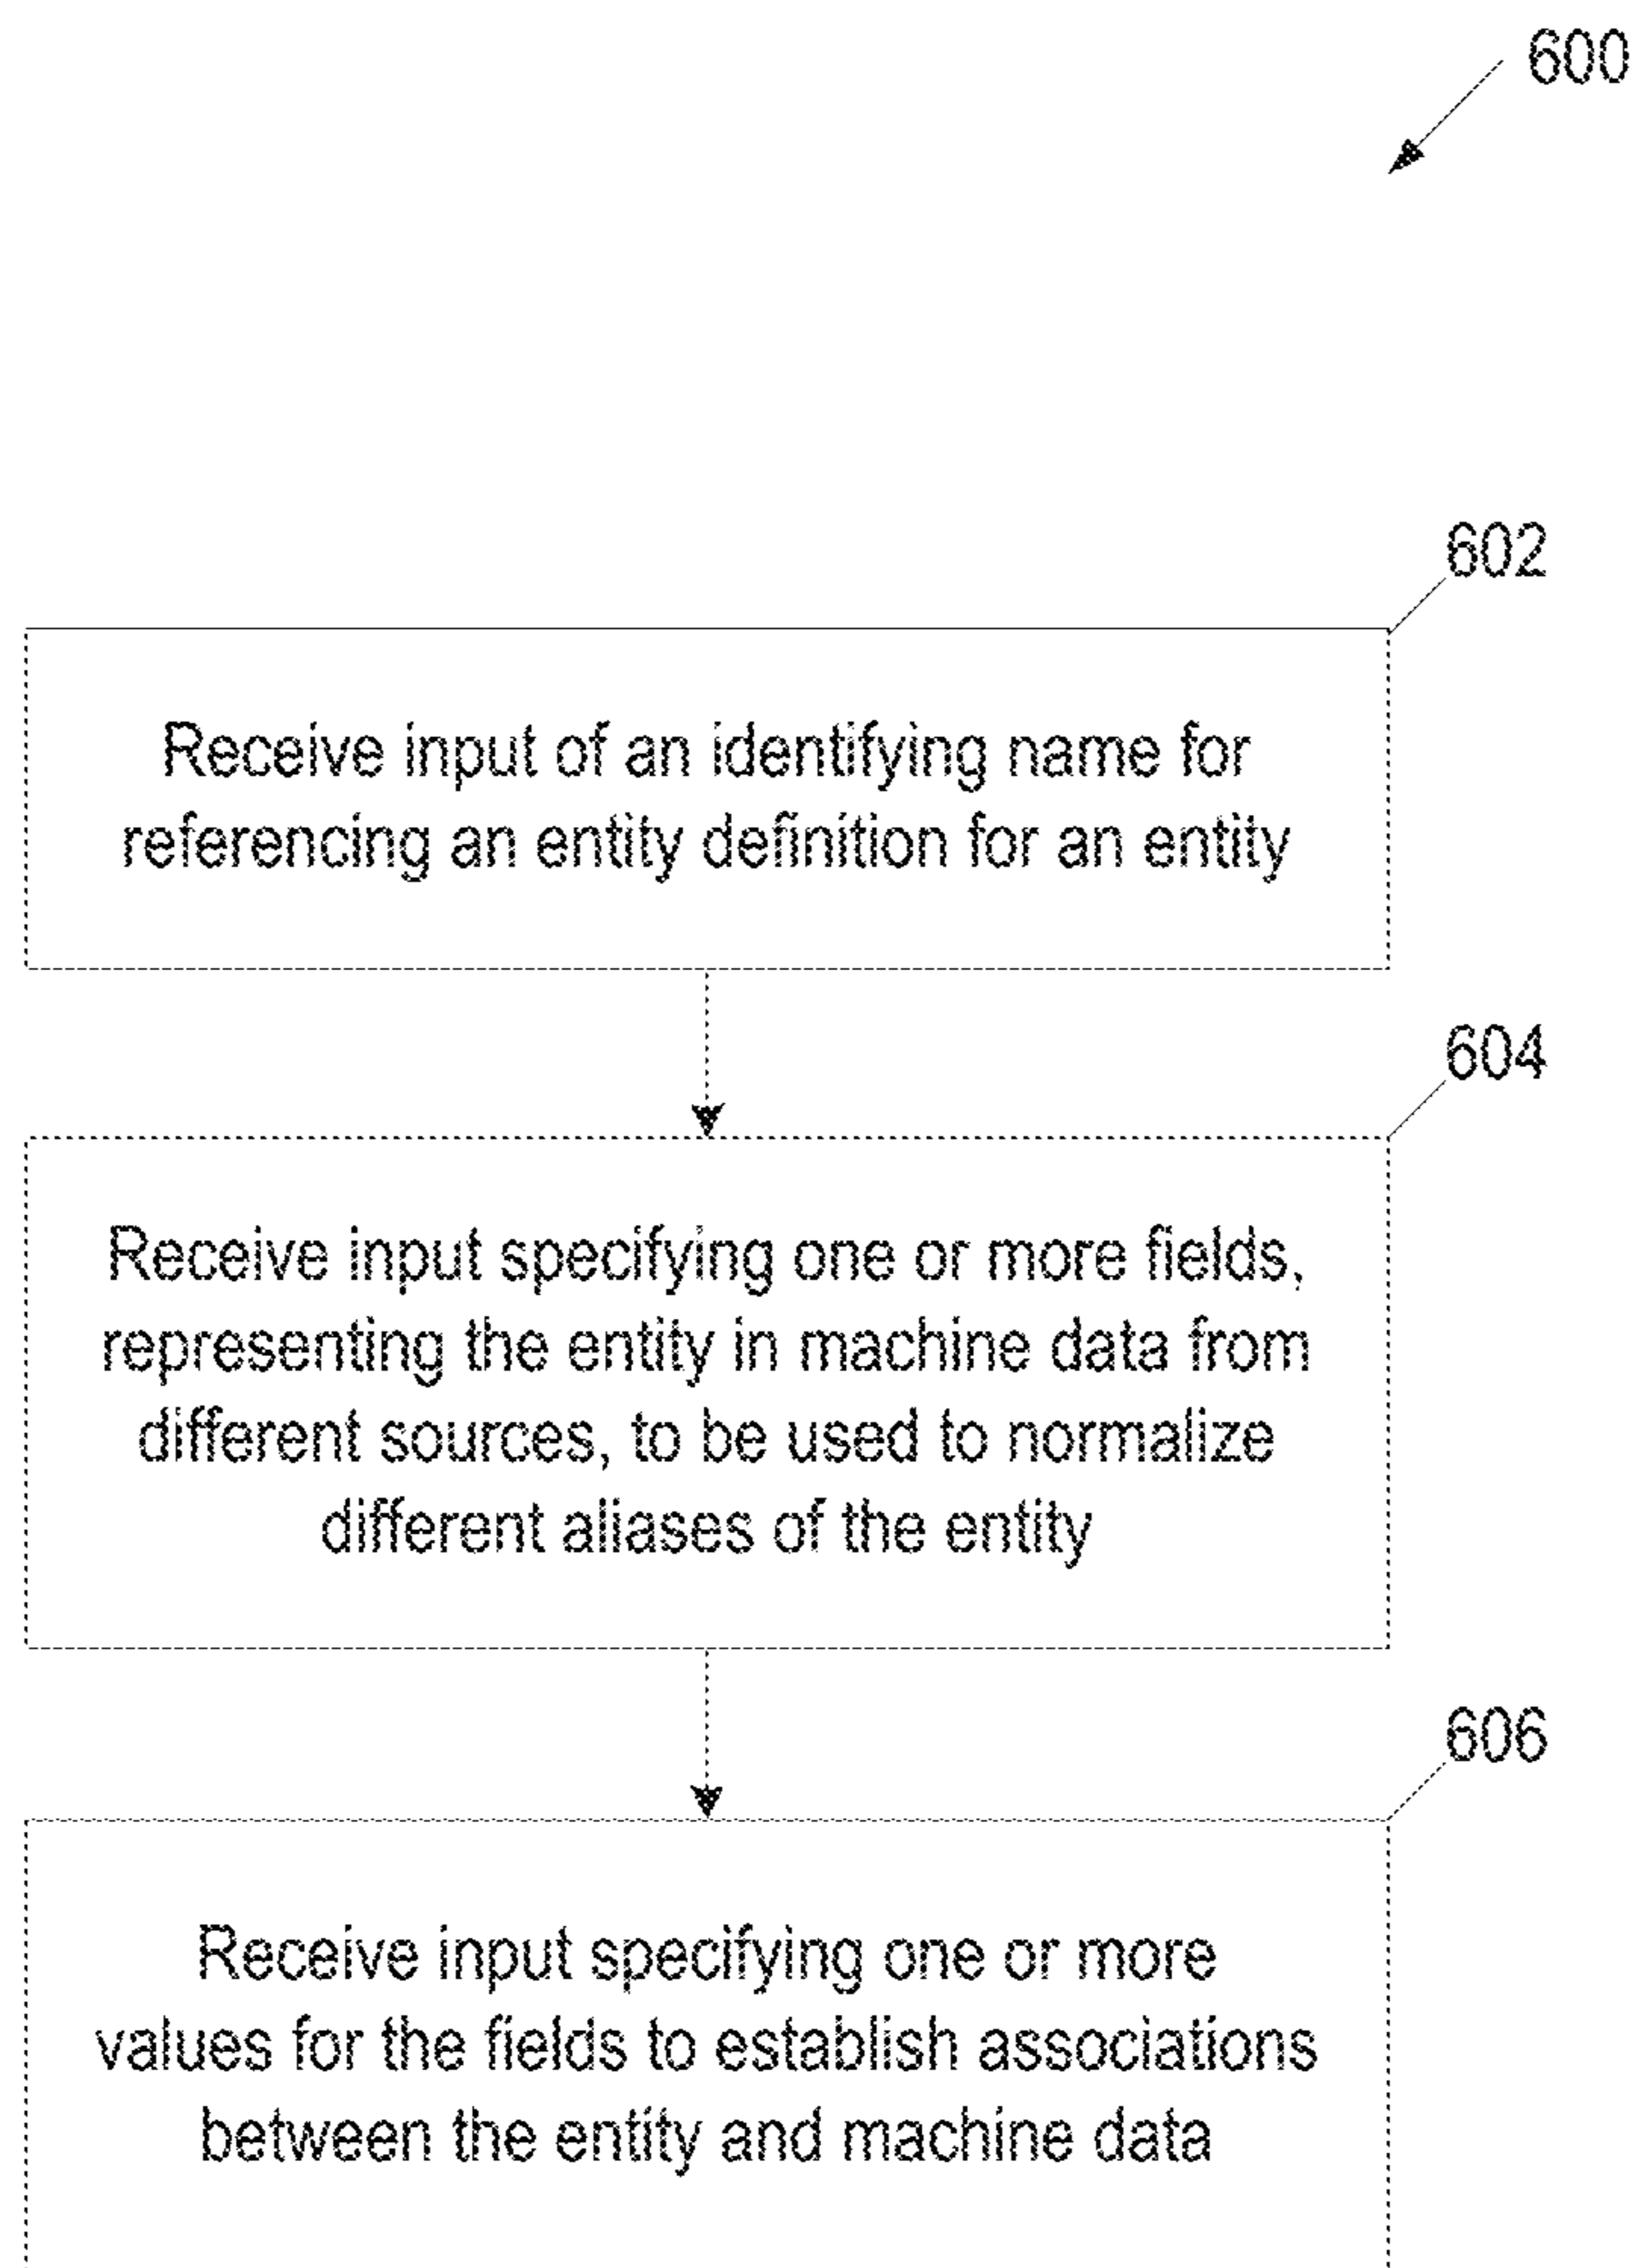 600
602
Receive input of an identifying name for
referencing an entity definition for an entity
604
Receive input specifying one or more fields,
representing the entity in machine data from
different sources, to be used to normalize
different aliases of the entity
606
Receive input specifying one or more
values for the fields to establish associations
between the entity and machine data